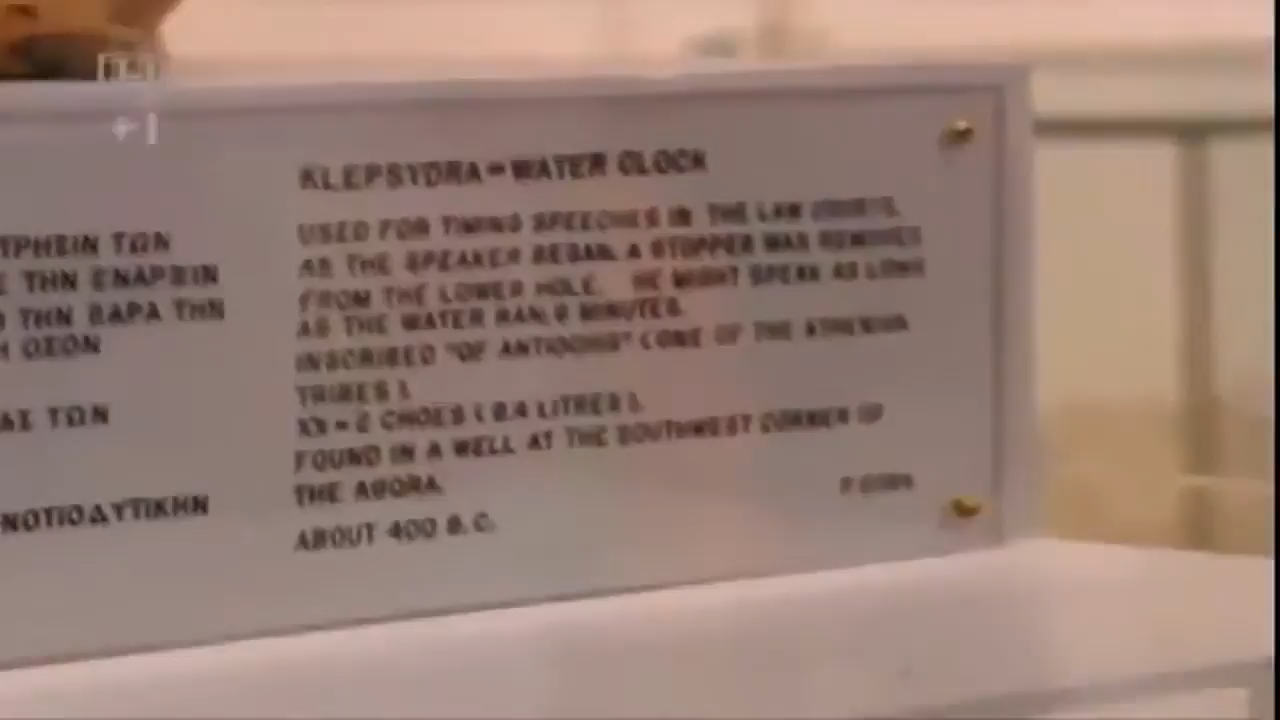 H
+1
ΤΩΝ
ΤΗΝ ΕΝΑΡΞΙΝ
ΤΗΝ ΒΑΡΑ ΤΗΝ
ΤΩΝ
ΝΟΤΙΟΔΥΤΙΚΗΝ
KLEPSYDRA = WATER CLOCK
USED FOR TIMING SPEECHES IN THE LAW COURTS.
AS THE SPEAKER BEGAN, A STOPPER WAS REMOVED
FROM THE LOWER HOLE. HE MIGHT SPEAK AS LONG
AS THE WATER RAN, 6 MINUTES.
INSCRIBED "OF ANTIOCHIS" (ONE OF THE ATHENIAN
TRIBES).
XX = 2 CHOES (6.4 LITRES).
FOUND IN A WELL AT THE SOUTHWEST CORNER OF
THE AGORA.
ABOUT 400 B.C.